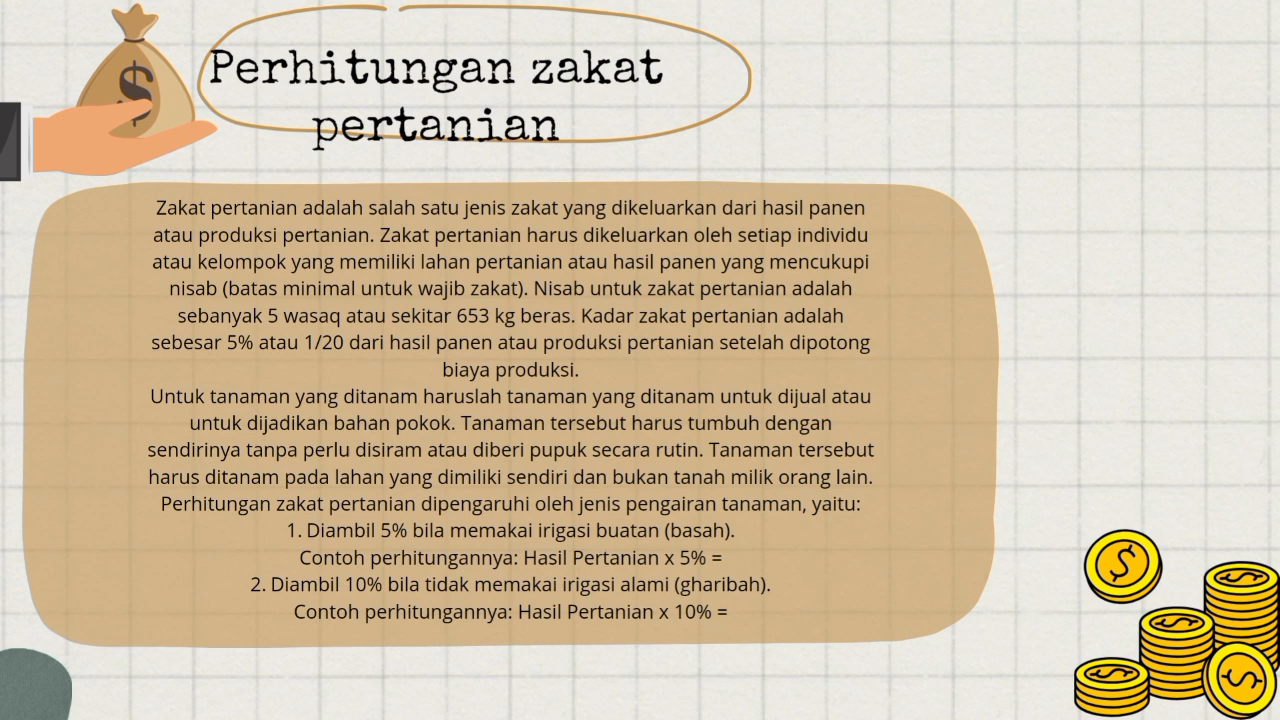 Perhitungan zakat
pertanian
Zakat pertanian adalah salah satu jenis zakat yang dikeluarkan dari hasil panen
atau produksi pertanian. Zakat pertanian harus dikeluarkan oleh setiap individu
atau kelompok yang memiliki lahan pertanian atau hasil panen yang mencukupi
nisab (batas minimal untuk wajib zakat). Nisab untuk zakat pertanian adalah
sebanyak 5 wasaq atau sekitar 653 kg beras. Kadar zakat pertanian adalah
sebesar 5% atau 1/20 dari hasil panen atau produksi pertanian setelah dipotong
biaya produksi.
Untuk tanaman yang ditanam haruslah tanaman yang ditanam untuk dijual atau
untuk dijadikan bahan pokok. Tanaman tersebut harus tumbuh dengan
sendirinya tanpa perlu disiram atau diberi pupuk secara rutin. Tanaman tersebut
harus ditanam pada lahan yang dimiliki sendiri dan bukan tanah milik orang lain.
Perhitungan zakat pertanian dipengaruhi oleh jenis pengairan tanaman, yaitu:
1. Diambil 5% bila memakai irigasi buatan (basah).
Contoh perhitungannya: Hasil Pertanian x 5% =
2. Diambil 10% bila tidak memakai irigasi alami (gharibah).
Contoh perhitungannya: Hasil Pertanian x 10% =